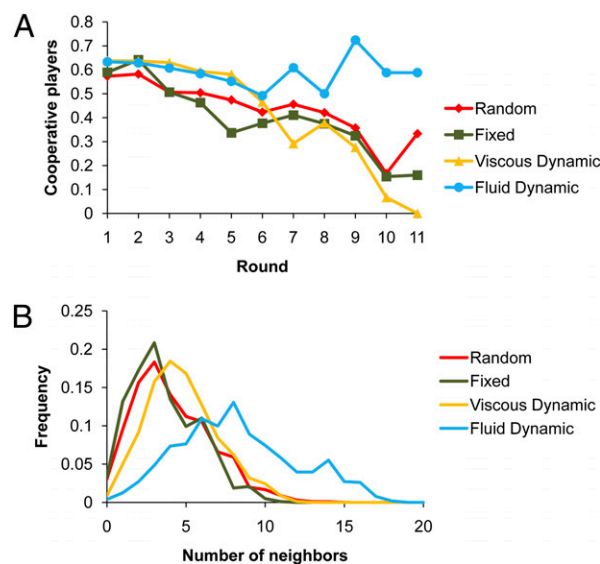 A
Cooperative players
0.8
0.7
0.6
0.5
0.4
0.3
0.2
0.1
0
1 2 3 4 5 6 7 8 9 10 11
Round
Random
Fixed
Viscous Dynamic
Fluid Dynamic
B
Frequency
0.25
0.2
0.15
0.1
0.05
0
0 5 10 15 20
Number of neighbors
Random
Fixed
Viscous Dynamic
Fluid Dynamic